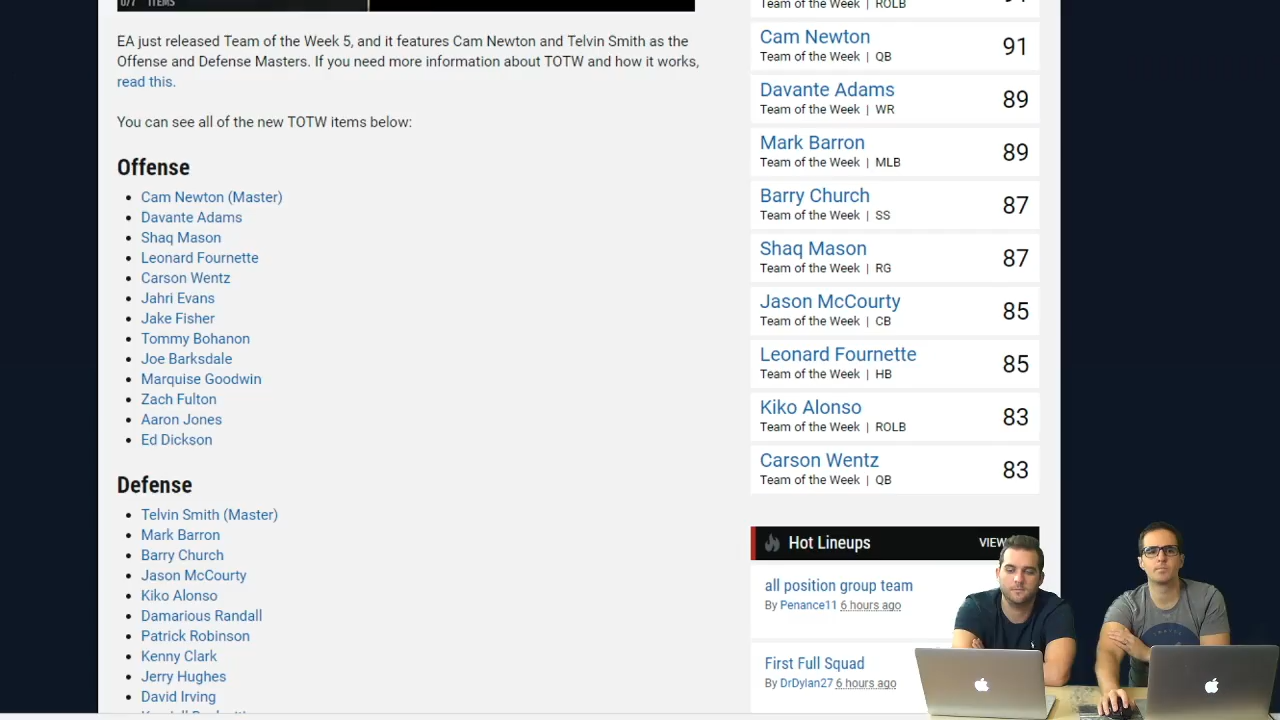 0/7 ITEMS
EA just released Team of the Week 5, and it features Cam Newton and Telvin Smith as the
Offense and Defense Masters. If you need more information about TOTW and how it works,
read this.
You can see all of the new TOTW items below:
Offense
Cam Newton (Master)
Davante Adams
Shaq Mason
Leonard Fournette
Carson Wentz
Jahri Evans
Jake Fisher
Tommy Bohanon
Joe Barksdale
Marquise Goodwin
Zach Fulton
Aaron Jones
Ed Dickson
Defense
Telvin Smith (Master)
Mark Barron
Barry Church
Jason McCourty
Kiko Alonso
Damarious Randall
Patrick Robinson
Kenny Clark
Jerry Hughes
David Irving
Team of the Week | ROLB
Cam Newton
Team of the Week | QB
91
Davante Adams
Team of the Week | WR
89
Mark Barron
Team of the Week | MLB
89
Barry Church
Team of the Week | SS
87
Shaq Mason
Team of the Week | RG
87
Jason McCourty
Team of the Week | CB
85
Leonard Fournette
Team of the Week | HB
85
Kiko Alonso
Team of the Week | ROLB
83
Carson Wentz
Team of the Week | QB
83
Hot Lineups
VIEW
all position group team
By Penance11 6 hours ago
First Full Squad
By DrDylan27 6 hours ago